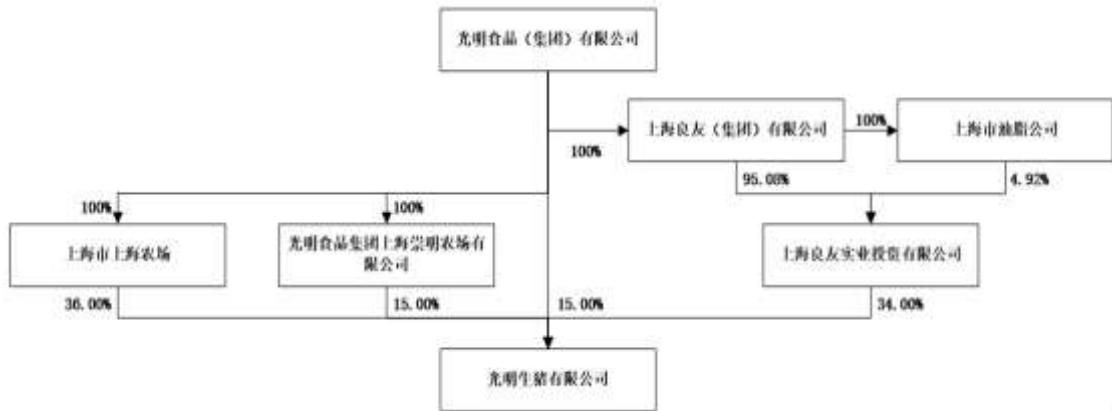 光明食品（集团）有限公司
上海良友（集团）有限公司
100%
上海市油脂公司
100%
95.08%
4.92%
100%
100%
上海市上海农场
光明食品集团上海崇明农场有
限公司
上海良友实业投资有限公司
36.00%
15.00%
15.00%
34.00%
光明生猪有限公司